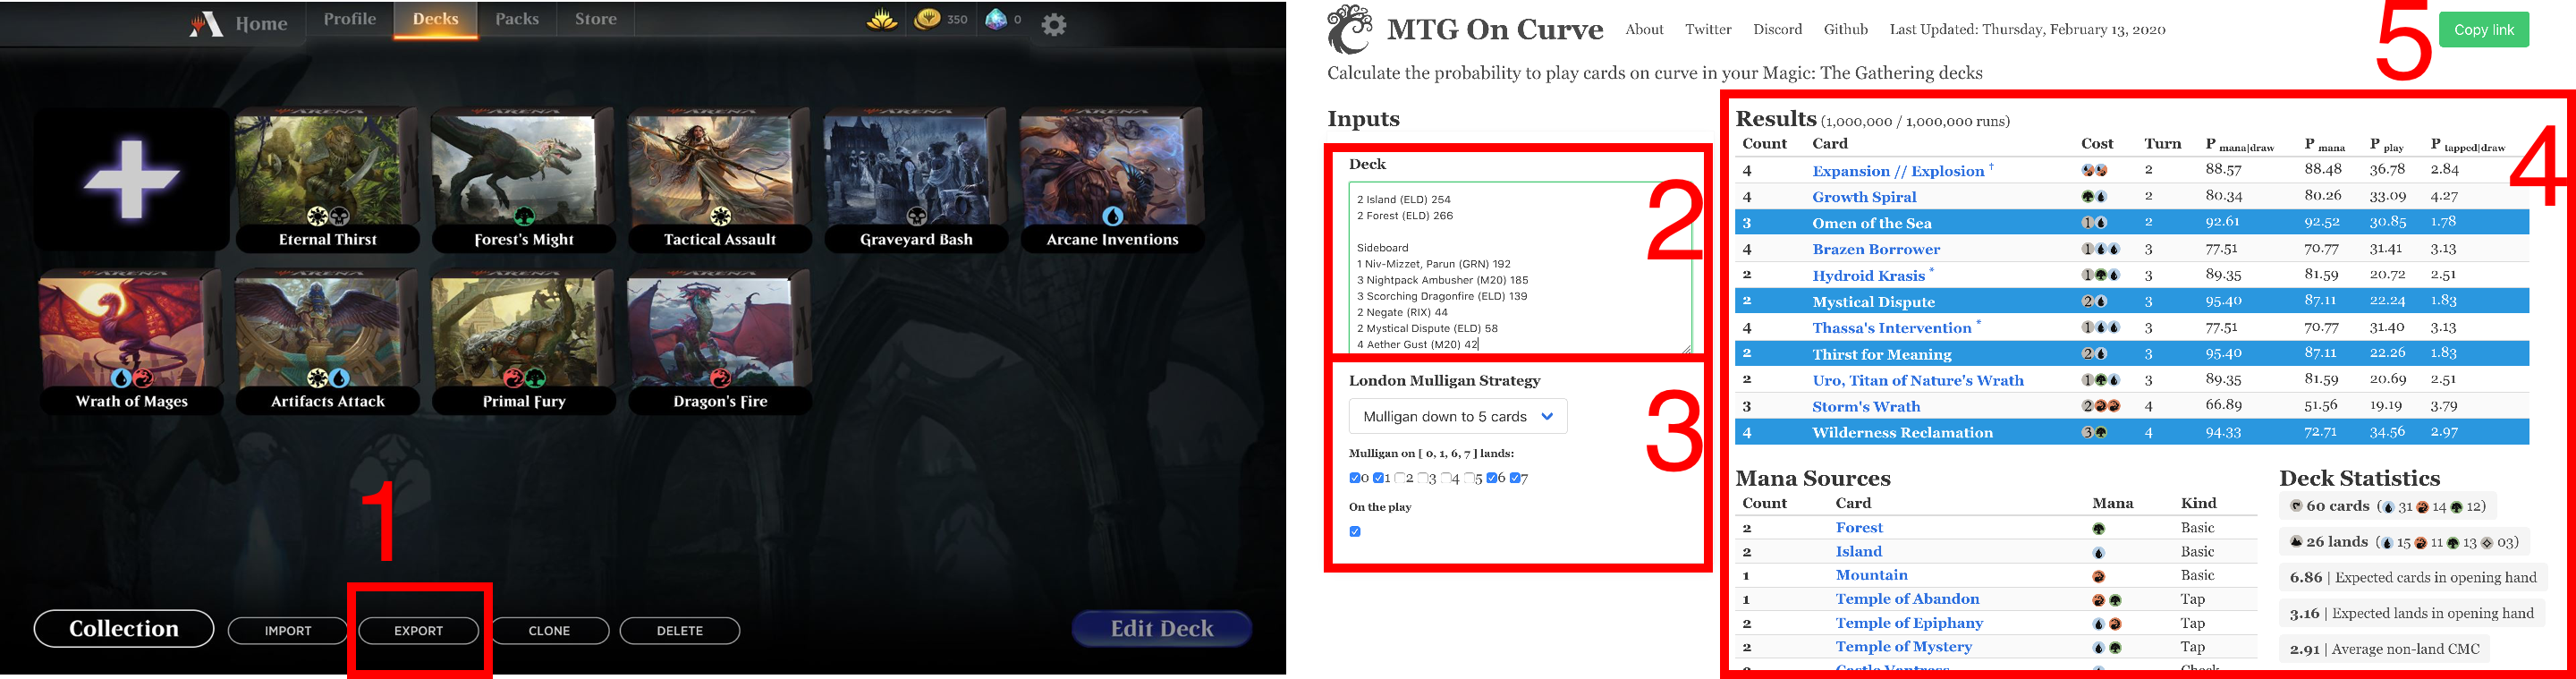 Home Profile Decks Packs Store 350 0
ARENA ARENA ARENA ARENA ARENA
Eternal Thirst Forest's Might Tactical Assault Graveyard Bash Arcane Inventions
ARENA ARENA ARENA ARENA
Wrath of Mages Artifacts Attack Primal Fury Dragon's Fire
1
Collection IMPORT EXPORT CLONE DELETE Edit Deck
MTG On Curve About Twitter Discord Github Last Updated: Thursday, February 13, 2020
5 Copy link
Calculate the probability to play cards on curve in your Magic: The Gathering decks
Inputs
Deck
2 Island (ELD) 254
2 Forest (ELD) 266
Sideboard
1 Niv-Mizzet, Parun (GRN) 192
3 Nightpack Ambusher (M20) 185
3 Scorching Dragonfire (ELD) 139
2 Negate (RIX) 44
2 Mystical Dispute (ELD) 58
4 Aether Gust (M20) 42
2
London Mulligan Strategy
Mulligan down to 5 cards
Mulligan on [ 0, 1, 6, 7 ] lands:
0 1 2 3 4 5 6 7
On the play
3
Results (1,000,000 / 1,000,000 runs)
Count Card Cost Turn P mana|draw P mana P play P tapped|draw
4 Expansion // Explosion † 2 88.57 88.48 36.78 2.84
4 Growth Spiral 2 80.34 80.26 33.09 4.27
3 Omen of the Sea 1 2 92.61 92.52 30.85 1.78
4 Brazen Borrower 1 3 77.51 70.77 31.41 3.13
2 Hydroid Krasis * 1 3 89.35 81.59 20.72 2.51
2 Mystical Dispute 2 3 95.40 87.11 22.24 1.83
4 Thassa's Intervention * 1 3 77.51 70.77 31.40 3.13
2 Thirst for Meaning 2 3 95.40 87.11 22.26 1.83
2 Uro, Titan of Nature's Wrath 1 3 89.35 81.59 20.69 2.51
3 Storm's Wrath 2 4 66.89 51.56 19.19 3.79
4 Wilderness Reclamation 3 4 94.33 72.71 34.56 2.97
4
Mana Sources
Count Card Mana Kind
2 Forest Basic
2 Island Basic
1 Mountain Basic
1 Temple of Abandon Tap
2 Temple of Epiphany Tap
2 Temple of Mystery Tap
Deck Statistics
60 cards ( 31 14 12)
26 lands ( 15 11 13 03)
6.86 | Expected cards in opening hand
3.16 | Expected lands in opening hand
2.91 | Average non-land CMC